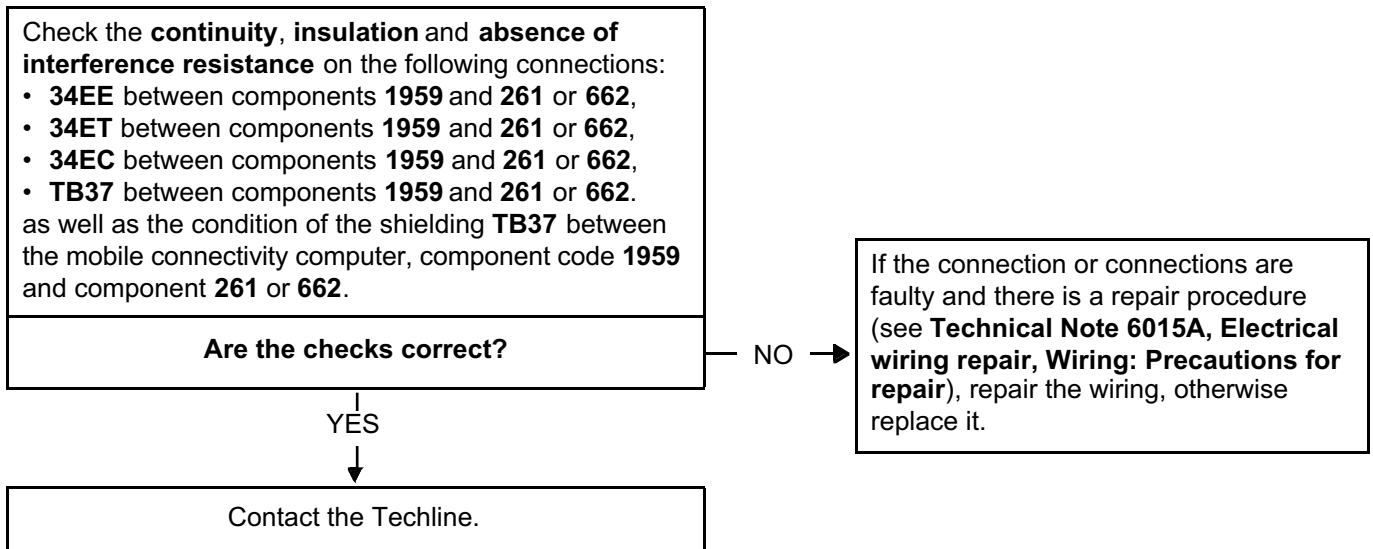 Check the continuity, insulation and absence of
interference resistance on the following connections:
• 34EE between components 1959 and 261 or 662,
• 34ET between components 1959 and 261 or 662,
• 34EC between components 1959 and 261 or 662,
• TB37 between components 1959 and 261 or 662.
as well as the condition of the shielding TB37 between
the mobile connectivity computer, component code 1959
and component 261 or 662.
Are the checks correct?
NO
If the connection or connections are
faulty and there is a repair procedure
(see Technical Note 6015A, Electrical
wiring repair, Wiring: Precautions for
repair), repair the wiring, otherwise
replace it.
YES
Contact the Techline.